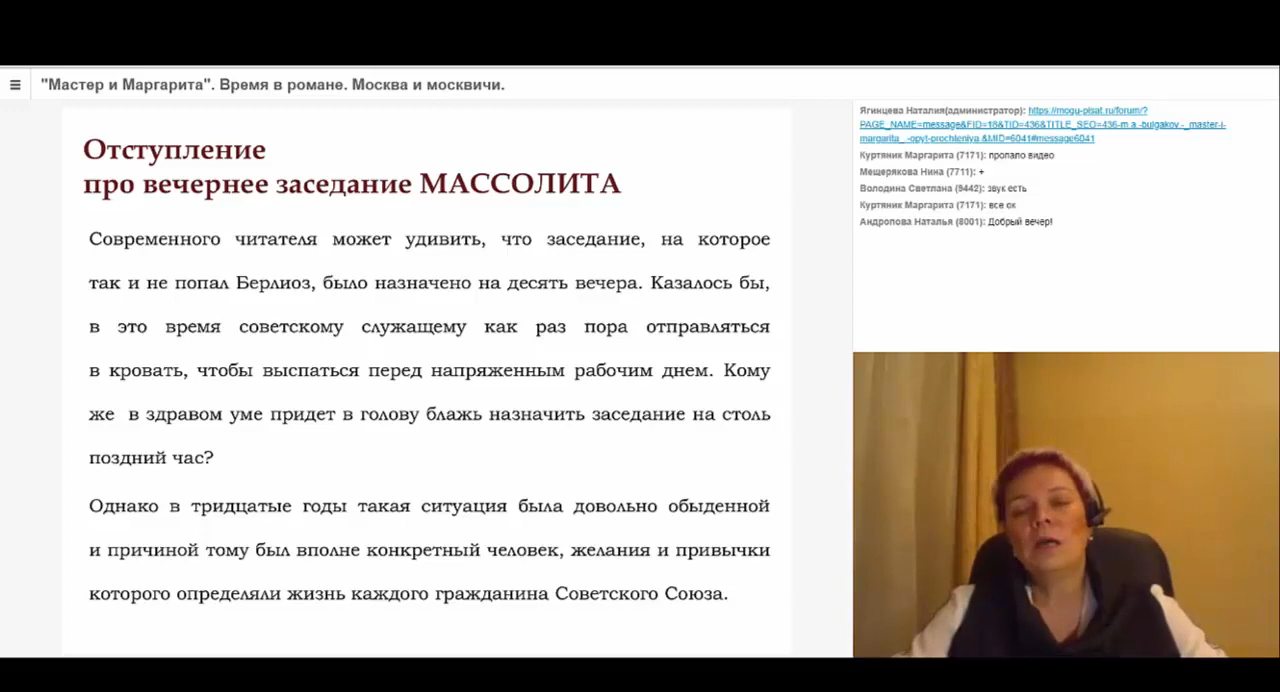 "Мастер и Маргарита". Время в романе. Москва и москвичи.
Отступление
про вечернее заседание МАССОЛИТА
Современного читателя может удивить, что заседание, на которое
так и не попал Берлиоз, было назначено на десять вечера. Казалось бы,
в это время советскому служащему как раз пора отправляться
в кровать, чтобы выспаться перед напряженным рабочим днем. Кому
же в здравом уме придет в голову блажь назначить заседание на столь
поздний час?
Однако в тридцатые годы такая ситуация была довольно обыденной
и причиной тому был вполне конкретный человек, желания и привычки
которого определяли жизнь каждого гражданина Советского Союза.
Ягинцева Наталия(администратор): https://mogu-pisat.ru/forum/?
PAGE_NAME=message&FID=18&TID=436&TITLE_SEO=436-m.a.-bulgakov.-_master-i-
margarita_.-opyt-prochteniya.&MID=6041#message6041
Куртяник Маргарита (7171): пропало видео
Мещерякова Нина (7711): +
Володина Светлана (9442): звук есть
Куртяник Маргарита (7171): все ок
Андропова Наталья (8001): Добрый вечер!